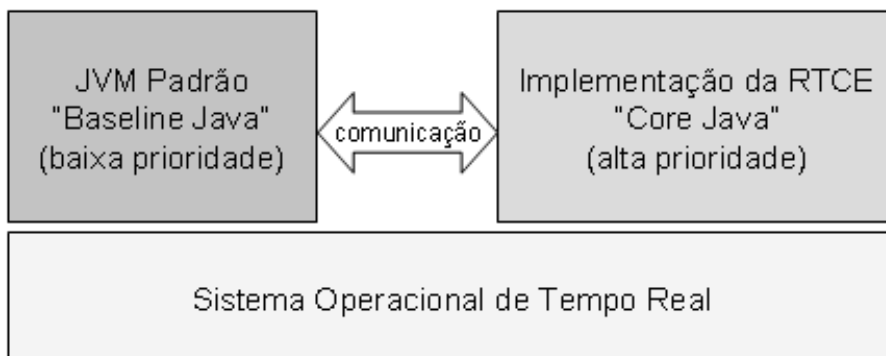 JVM Padrão
"Baseline Java"
(baixa prioridade)
comunicação
Implementação da RTCE
"Core Java"
(alta prioridade)
Sistema Operacional de Tempo Real